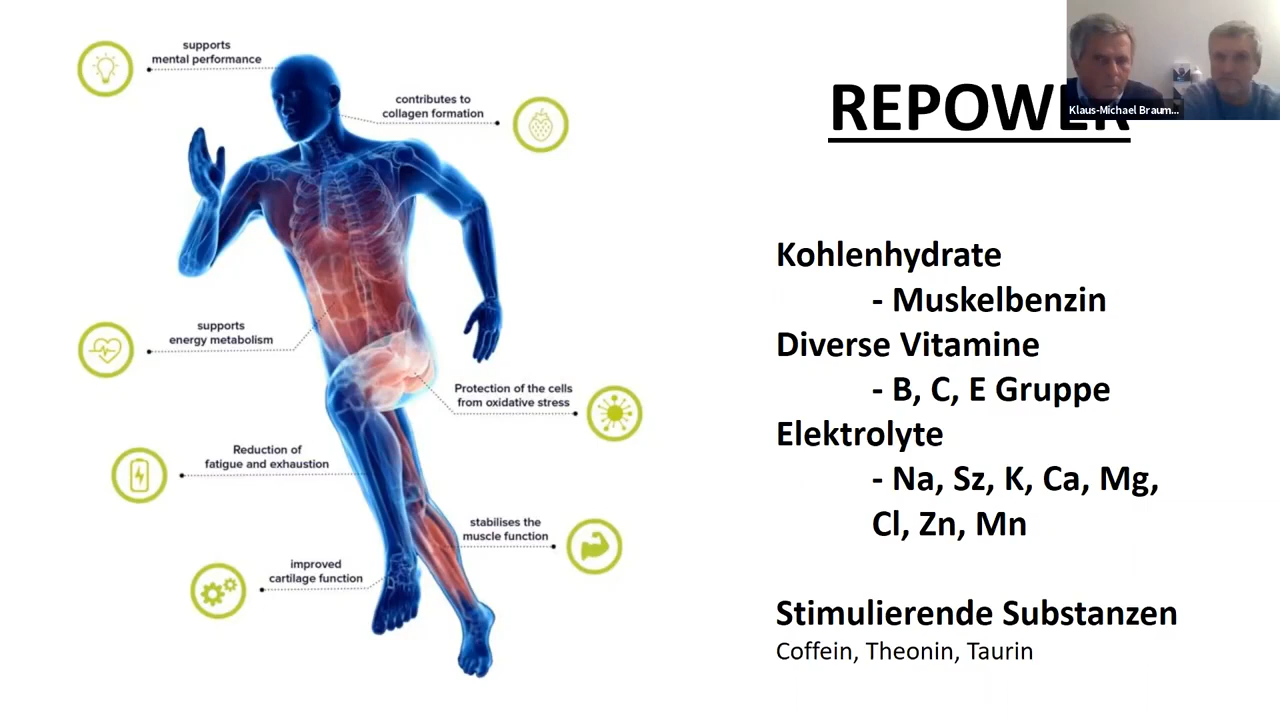 supports
mental performance
contributes to
collagen formation
supports
energy metabolism
Protection of the cells
from oxidative stress
Reduction of
fatigue and exhaustion
stabilises the
muscle function
improved
cartilage function
REPOWER
Klaus-Michael Braum...
Kohlenhydrate
- Muskelbenzin
Diverse Vitamine
- B, C, E Gruppe
Elektrolyte
- Na, Sz, K, Ca, Mg,
Cl, Zn, Mn
Stimulierende Substanzen
Coffein, Theonin, Taurin